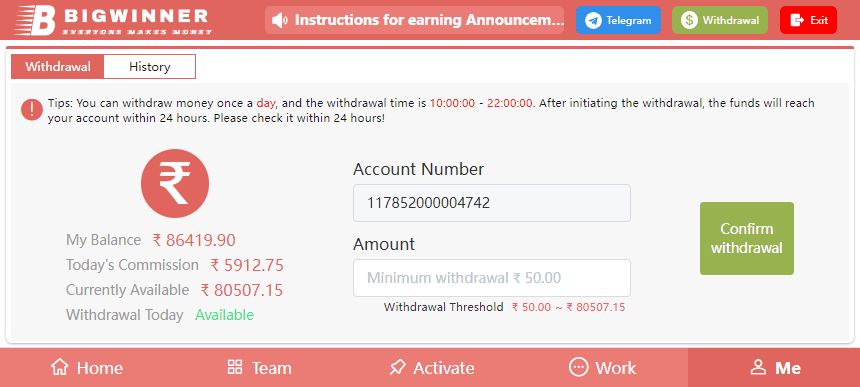 BIGWINNER
EVERYONE MAKES MONEY
Instructions for earning Announcem...
Telegram
$ Withdrawal
Exit
Withdrawal
History
! Tips: You can withdraw money once a day, and the withdrawal time is 10:00:00 - 22:00:00. After initiating the withdrawal, the funds will reach
your account within 24 hours. Please check it within 24 hours!
₹
My Balance ₹ 86419.90
Today's Commission ₹ 5912.75
Currently Available ₹ 80507.15
Withdrawal Today Available
Account Number
117852000004742
Amount
Minimum withdrawal ₹ 50.00
Withdrawal Threshold ₹ 50.00 ~ ₹ 80507.15
Confirm
withdrawal
Home
Team
Activate
Work
Me